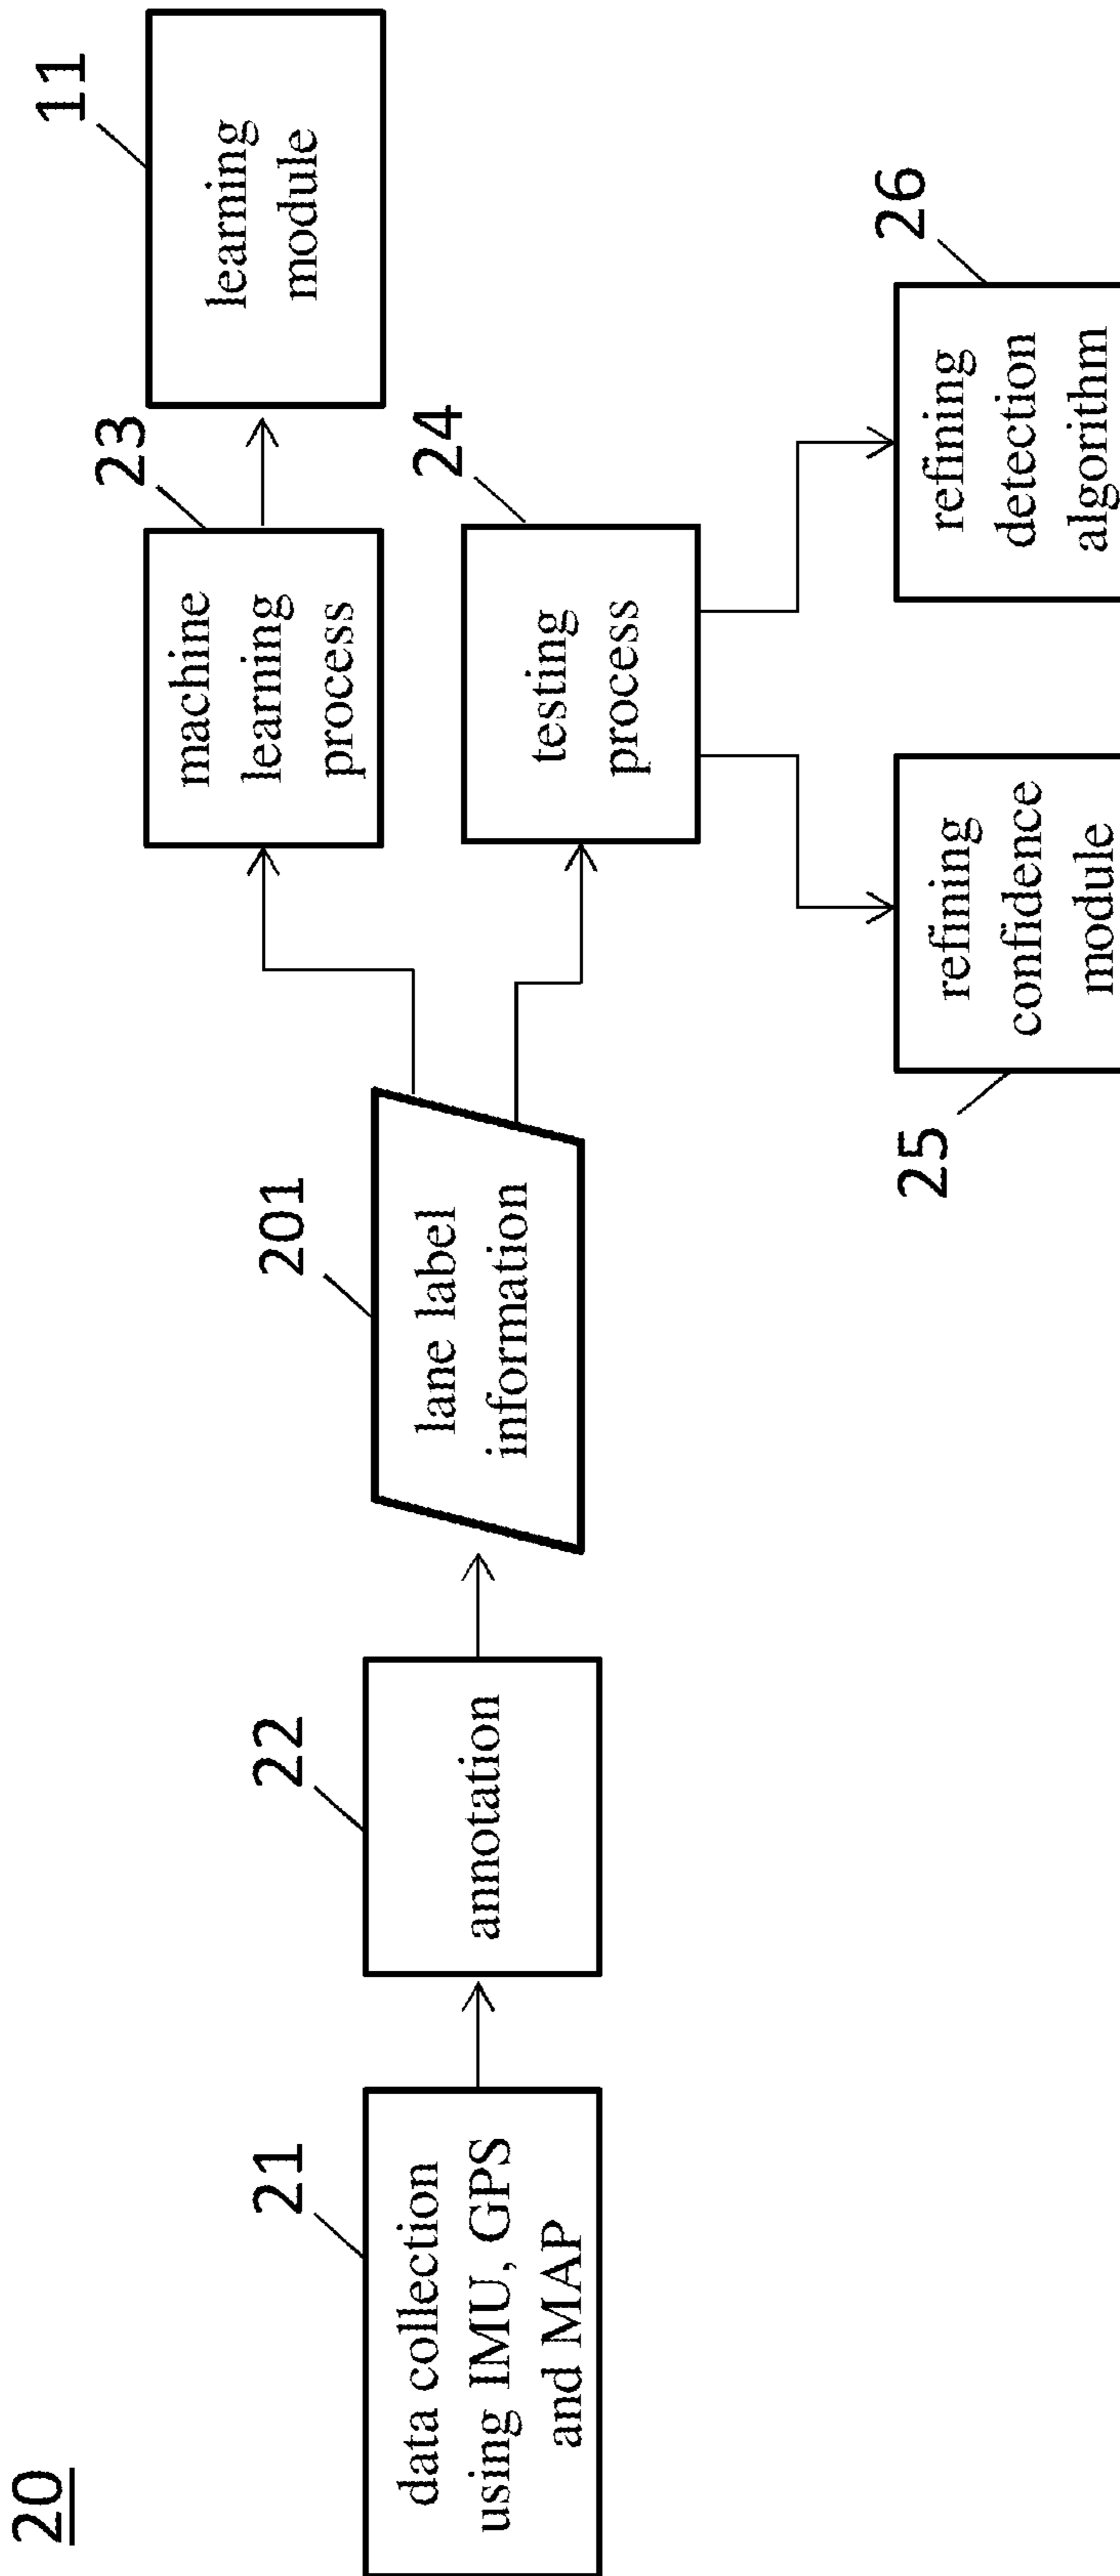 20
21
data collection
using IMU, GPS
and MAP
22
annotation
201
lane label
information
23
machine
learning
process
11
learning
module
24
testing
process
25
refining
confidence
module
26
refining
detection
algorithm